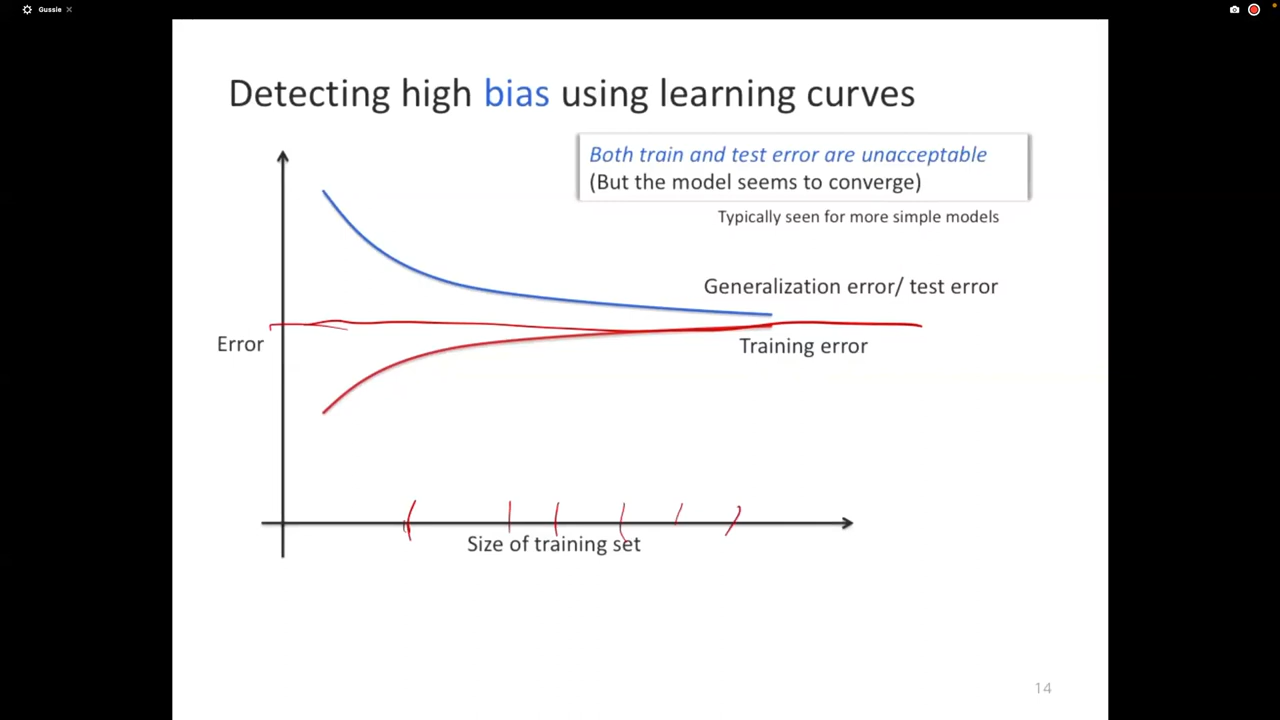 Gussie
Detecting high bias using learning curves
Both train and test error are unacceptable
(But the model seems to converge)
Typically seen for more simple models
Generalization error/ test error
Error
Training error
Size of training set
14